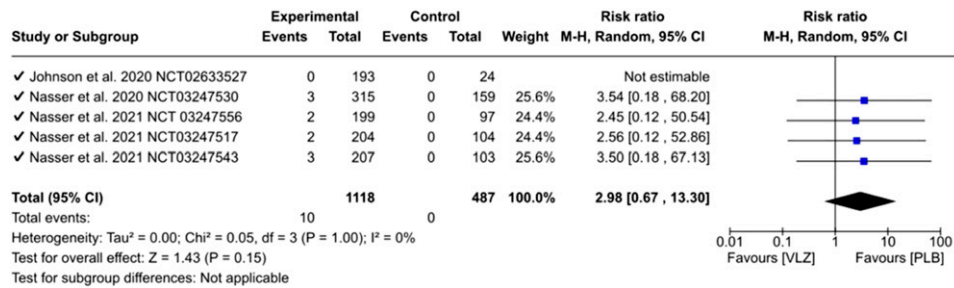 Experimental Control Risk ratio Risk ratio
Study or Subgroup Events Total Events Total Weight M-H, Random, 95% CI M-H, Random, 95% CI
✔ Johnson et al. 2020 NCT02633527 0 193 0 24 Not estimable
✔ Nasser et al. 2020 NCT03247530 3 315 0 159 25.6% 3.54 [0.18 , 68.20]
✔ Nasser et al. 2021 NCT 03247556 2 199 0 97 24.4% 2.45 [0.12 , 50.54]
✔ Nasser et al. 2021 NCT03247517 2 204 0 104 24.4% 2.56 [0.12 , 52.86]
✔ Nasser et al. 2021 NCT03247543 3 207 0 103 25.6% 3.50 [0.18 , 67.13]
Total (95% CI) 1118 487 100.0% 2.98 [0.67 , 13.30]
Total events: 10 0
Heterogeneity: Tau² = 0.00; Chi² = 0.05, df = 3 (P = 1.00); I² = 0%
Test for overall effect: Z = 1.43 (P = 0.15)
Test for subgroup differences: Not applicable
0.01 0.1 1 10 100
Favours [VLZ] Favours [PLB]